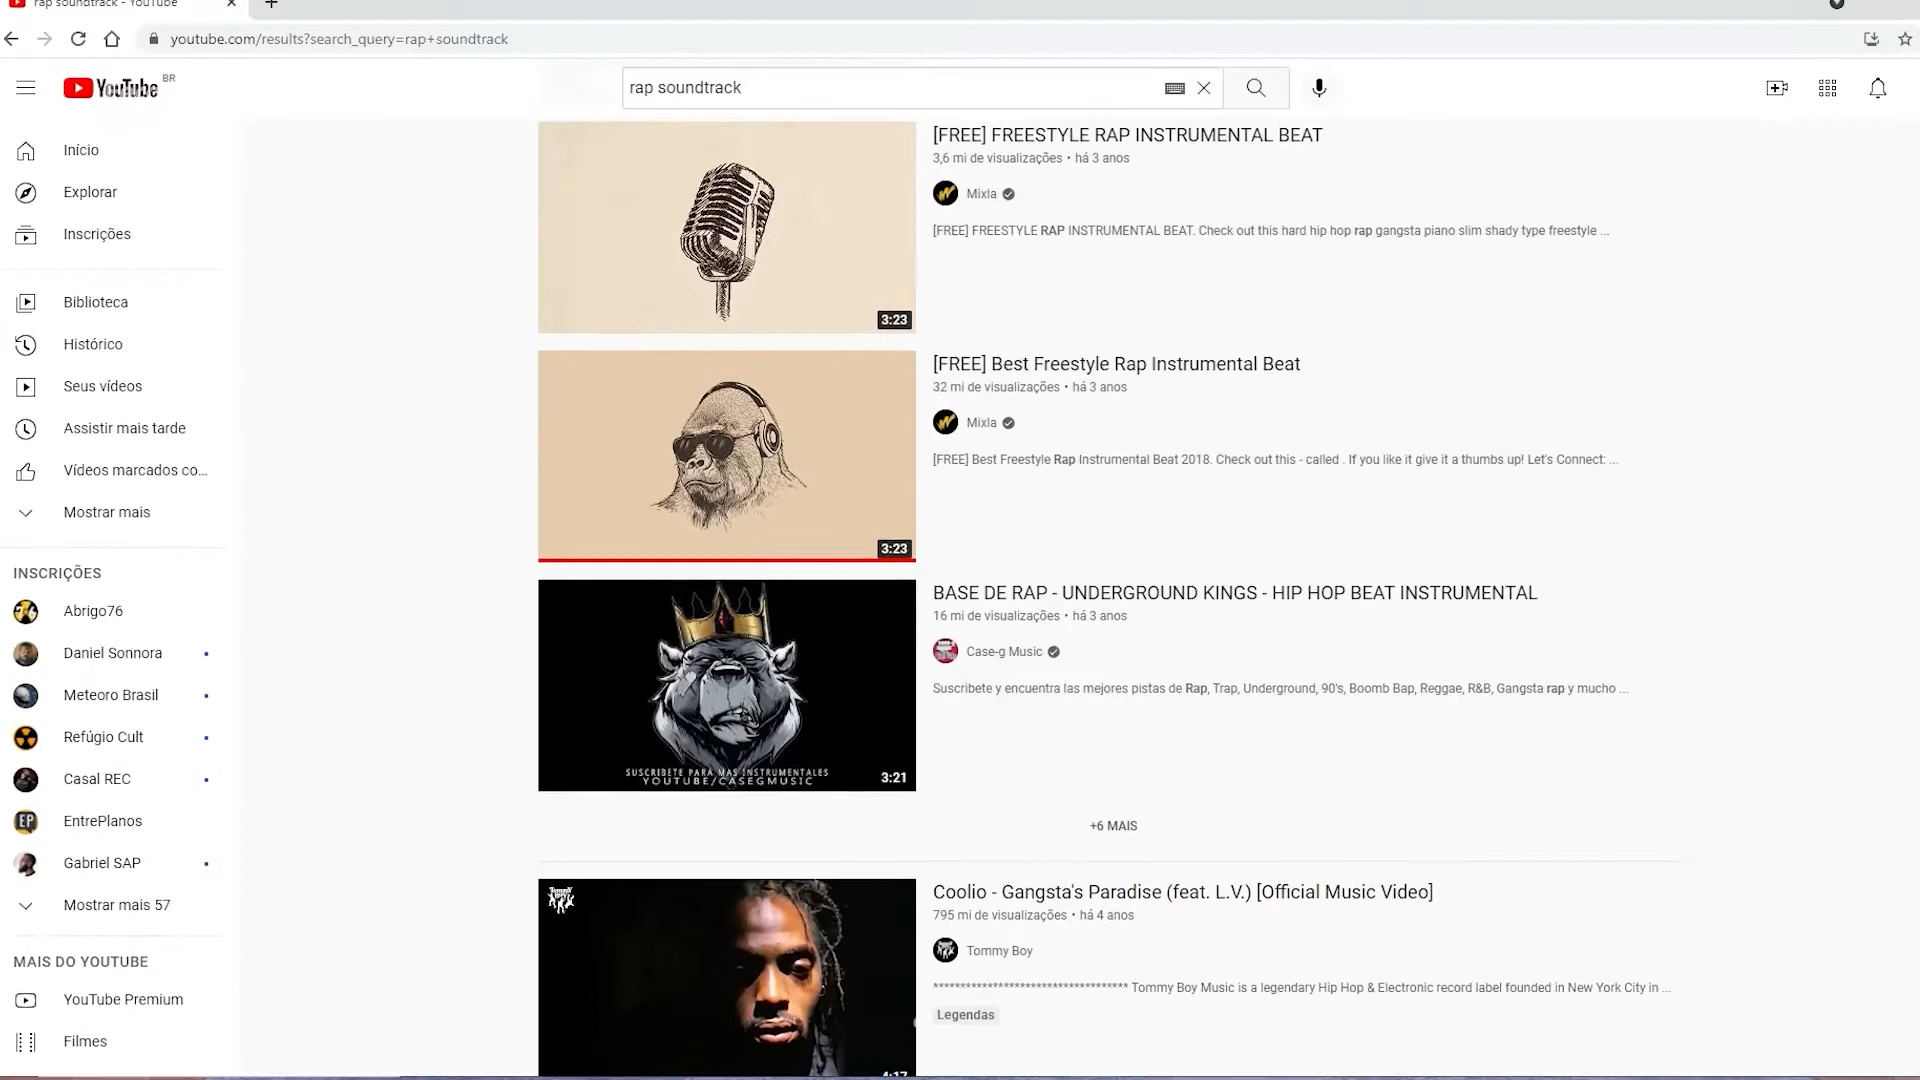 rap soundtrack - YouTube
youtube.com/results?search_query=rap+soundtrack
YouTube BR
rap soundtrack
Início
Explorar
Inscrições
Biblioteca
Histórico
Seus vídeos
Assistir mais tarde
Vídeos marcados co...
Mostrar mais
INSCRIÇÕES
Abrigo76
Daniel Sonnora
Meteoro Brasil
Refúgio Cult
Casal REC
EP
EntrePlanos
Gabriel SAP
Mostrar mais 57
MAIS DO YOUTUBE
YouTube Premium
Filmes
3:23
[FREE] FREESTYLE RAP INSTRUMENTAL BEAT
3,6 mi de visualizações • há 3 anos
Mixla
[FREE] FREESTYLE RAP INSTRUMENTAL BEAT. Check out this hard hip hop rap gangsta piano slim shady type freestyle ...
3:23
[FREE] Best Freestyle Rap Instrumental Beat
32 mi de visualizações • há 3 anos
Mixla
[FREE] Best Freestyle Rap Instrumental Beat 2018. Check out this - called . If you like it give it a thumbs up! Let's Connect: ...
SUSCRIBETE PARA MAS INSTRUMENTALES
YOUTUBE/CASEGMUSIC
3:21
BASE DE RAP - UNDERGROUND KINGS - HIP HOP BEAT INSTRUMENTAL
16 mi de visualizações • há 3 anos
Case-g Music
Suscribete y encuentra las mejores pistas de Rap, Trap, Underground, 90's, Boomb Bap, Reggae, R&B, Gangsta rap y mucho ...
+6 MAIS
Tommy Boy
4:17
Coolio - Gangsta's Paradise (feat. L.V.) [Official Music Video]
795 mi de visualizações • há 4 anos
Tommy Boy
************************************* Tommy Boy Music is a legendary Hip Hop & Electronic record label founded in New York City in ...
Legendas